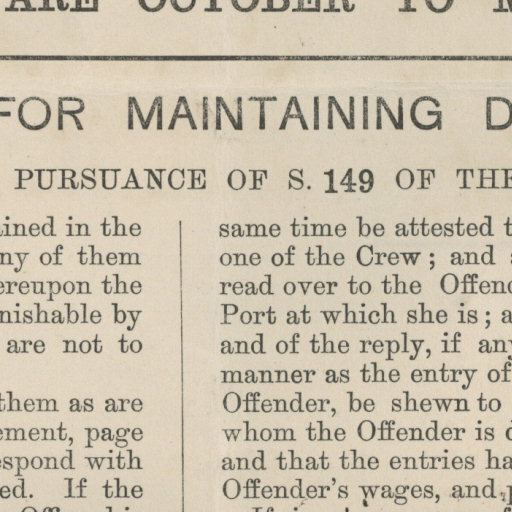 ARE OCTOBER TO
FOR MAINTAINING D
PURSUANCE OF S. 149 OF THE
ined in the
ny of them
ereupon the
nishable by
are not to
them as are
ement, page
espond with
ed. If the
same time be attested t
one of the Crew; and
read over to the Offend
Port at which she is; a
and of the reply, if any
manner as the entry of
Offender, be shewn to
whom the Offender is d
and that the entries ha
Offender's wages, and